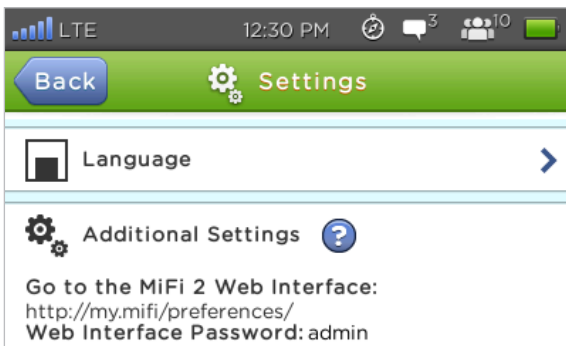 LTE 12:30 PM 3 10
Back Settings
Language
Additional Settings ?
Go to the MiFi 2 Web Interface:
http://my.mifi/preferences/
Web Interface Password: admin